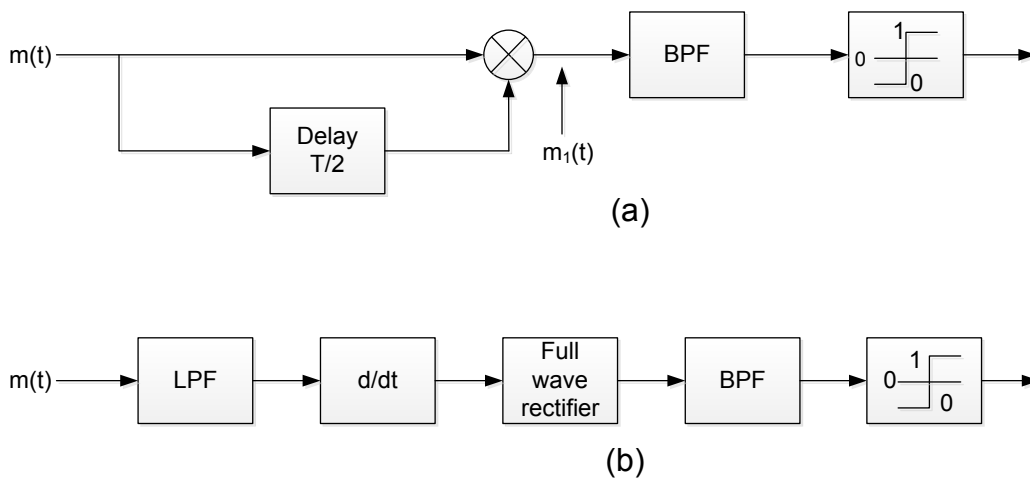 m(t)
BPF
1
0
0
Delay
T/2
m₁(t)
(a)
m(t)
LPF
d/dt
Full
wave
rectifier
BPF
1
0
0
(b)